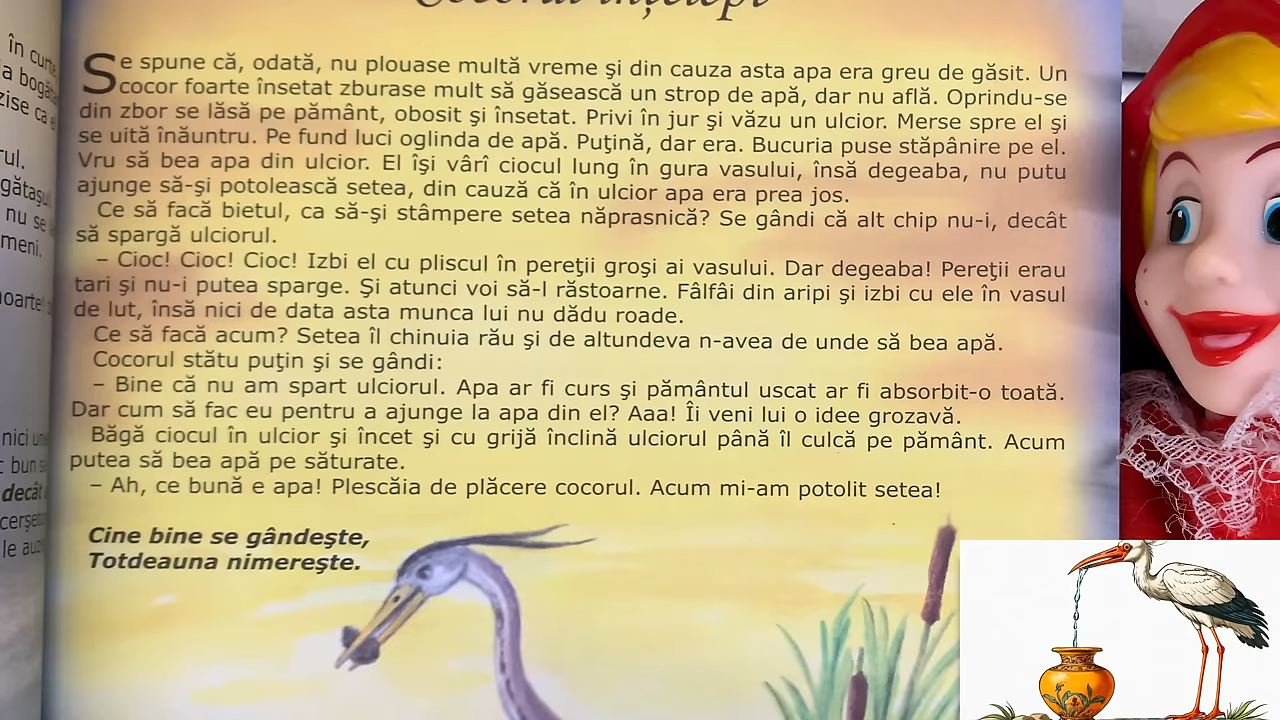 Cocorul înțelept
Se spune că, odată, nu plouase multă vreme şi din cauza asta apa era greu de găsit. Un
cocor foarte însetat zburase mult să găsească un strop de apă, dar nu află. Oprindu-se
din zbor se lăsă pe pământ, obosit şi însetat. Privi în jur şi văzu un ulcior. Merse spre el şi
se uită înăuntru. Pe fund luci oglinda de apă. Puţină, dar era. Bucuria puse stăpânire pe el.
Vru să bea apa din ulcior. El îşi vârî ciocul lung în gura vasului, însă degeaba, nu putu
ajunge să-şi potolească setea, din cauză că în ulcior apa era prea jos.
Ce să facă bietul, ca să-şi stâmpere setea năprasnică? Se gândi că alt chip nu-i, decât
să spargă ulciorul.
– Cioc! Cioc! Cioc! Izbi el cu pliscul în pereţii groşi ai vasului. Dar degeaba! Pereţii erau
tari şi nu-i putea sparge. Şi atunci voi să-l răstoarne. Fâlfâi din aripi şi izbi cu ele în vasul
de lut, însă nici de data asta munca lui nu dădu roade.
Ce să facă acum? Setea îl chinuia rău şi de altundeva n-avea de unde să bea apă.
Cocorul stătu puţin şi se gândi:
– Bine că nu am spart ulciorul. Apa ar fi curs şi pământul uscat ar fi absorbit-o toată.
Dar cum să fac eu pentru a ajunge la apa din el? Aaa! Îi veni lui o idee grozavă.
Băgă ciocul în ulcior şi încet şi cu grijă înclină ulciorul până îl culcă pe pământ. Acum
putea să bea apă pe săturate.
– Ah, ce bună e apa! Plescăia de plăcere cocorul. Acum mi-am potolit setea!
Cine bine se gândeşte,
Totdeauna nimereşte.